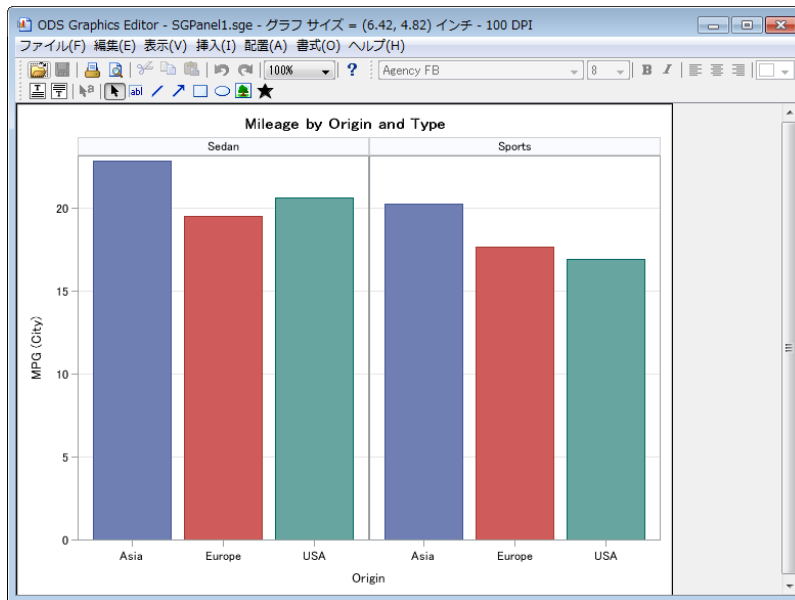 ODS Graphics Editor - SGPanel1.sge - グラフ サイズ = (6.42, 4.82) インチ - 100 DPI
ファイル(F) 編集(E) 表示(V) 挿入(I) 配置(A) 書式(O) ヘルプ(H)
100% ? Agency FB 8 B I
abl
Mileage by Origin and Type
Sedan Sports
20
15
10
5
0
MPG (City)
Asia Europe USA Asia Europe USA
Origin